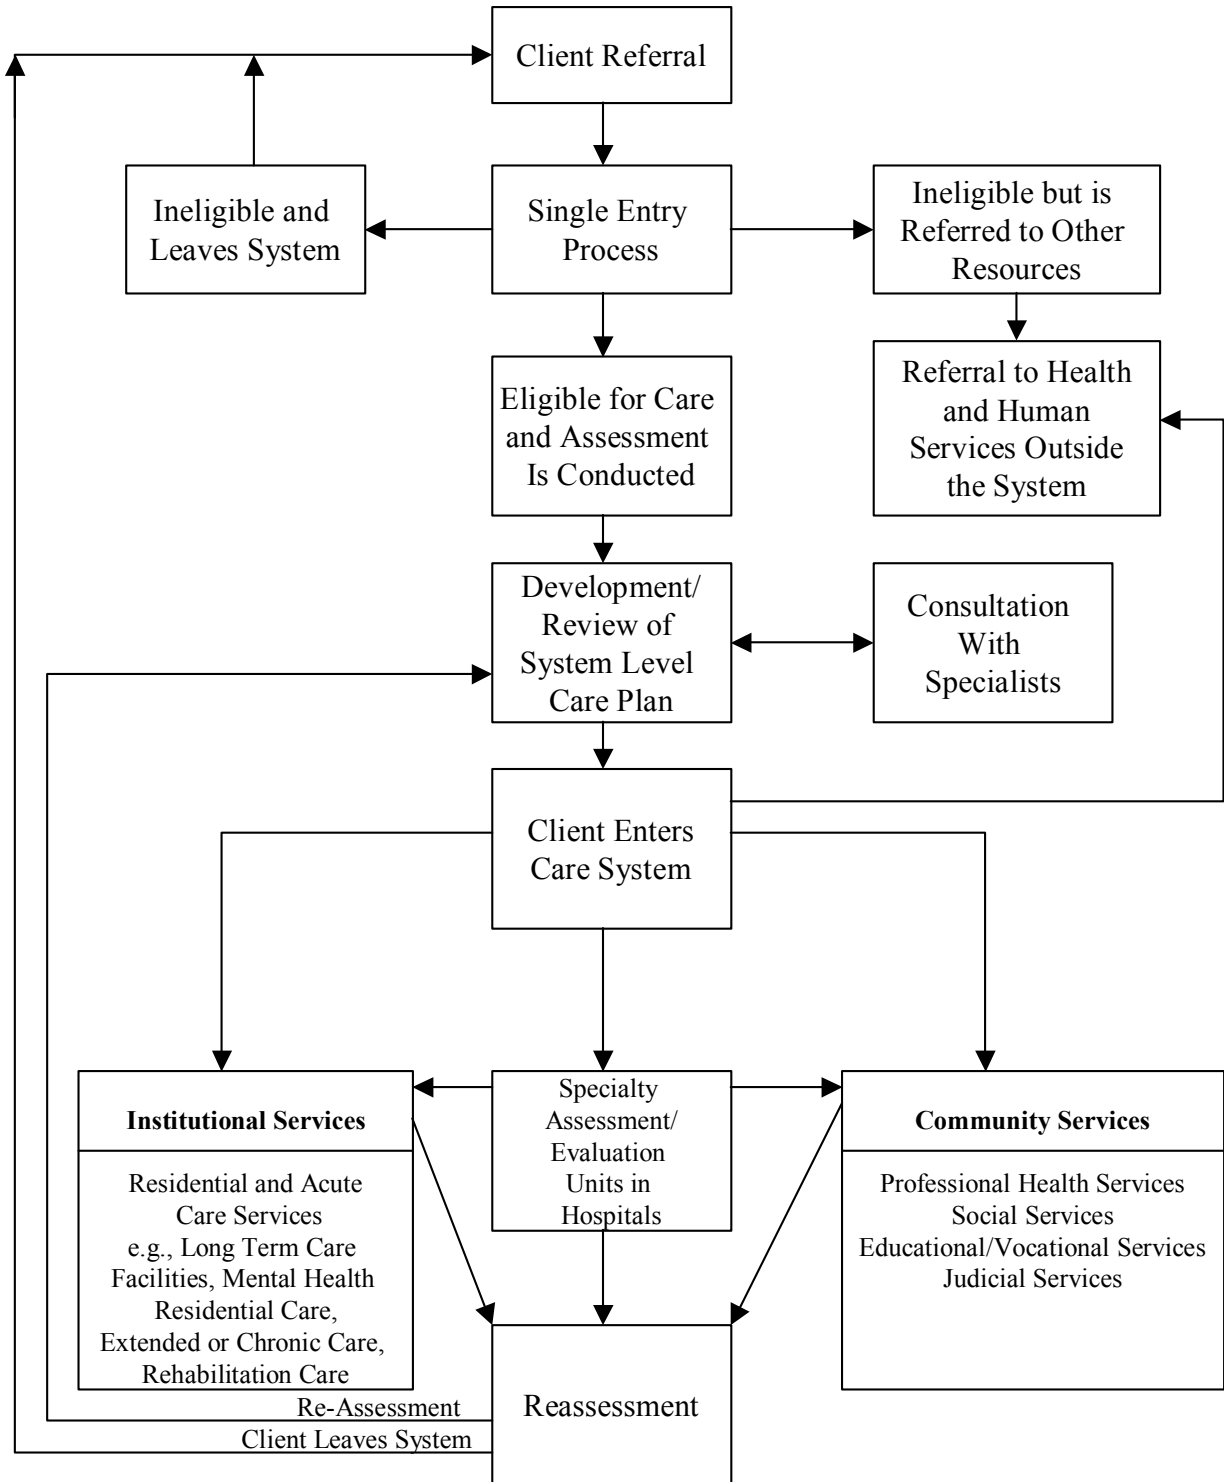 Client Referral
Ineligible and
Leaves System
Single Entry
Process
Ineligible but is
Referred to Other
Resources
Eligible for Care
and Assessment
Is Conducted
Referral to Health
and Human
Services Outside
the System
Development/
Review of
System Level
Care Plan
Consultation
With
Specialists
Client Enters
Care System
Institutional Services
Residential and Acute
Care Services
e.g., Long Term Care
Facilities, Mental Health
Residential Care,
Extended or Chronic Care,
Rehabilitation Care
Specialty
Assessment/
Evaluation
Units in
Hospitals
Community Services
Professional Health Services
Social Services
Educational/Vocational Services
Judicial Services
Re-Assessment
Client Leaves System
Reassessment